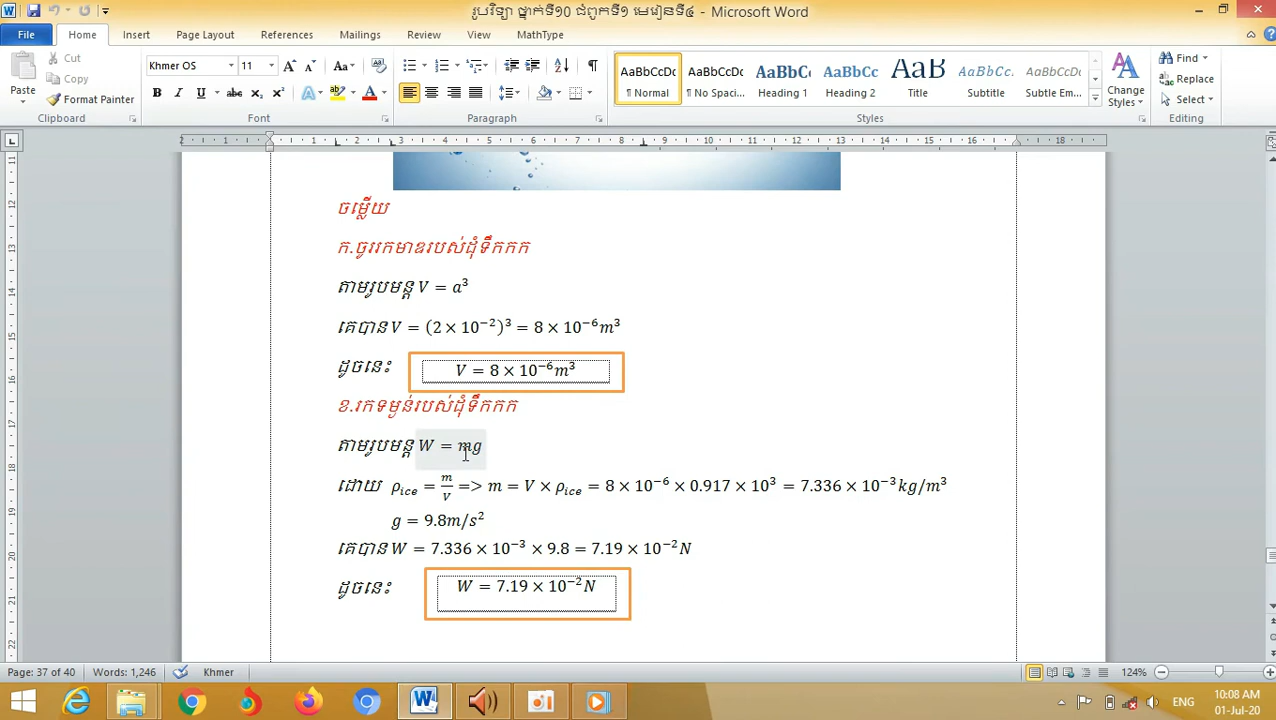 រូបវិទ្យា ថ្នាក់ទី10 ជំពូកទី១ មេរៀនទី៤ - Microsoft Word
File Home Insert Page Layout References Mailings Review View MathType
Paste Cut Copy Format Painter
Khmer OS 11
AaBbCcDc AaBbCcDc AaBbC AaBbCc AaB AaBbCcL AaBbCcDc
¶ Normal ¶ No Spaci... Heading 1 Heading 2 Title Subtitle Subtle Em...
Change Styles
Find Replace Select
Clipboard Font Paragraph Styles Editing
ចម្លើយ
ក.ចូររកមាឌរបស់ដុំទឹកកក
តាមរូបមន្ត V = a³
គេបាន V = (2 × 10⁻²)³ = 8 × 10⁻⁶m³
ដូចនេះ V = 8 × 10⁻⁶m³
ខ.រកទម្ងន់របស់ដុំទឹកកក
តាមរូបមន្ត W = mg
ដោយ ρice = m/V => m = V × ρice = 8 × 10⁻⁶ × 0.917 × 10³ = 7.336 × 10⁻³kg/m³
g = 9.8m/s²
គេបាន W = 7.336 × 10⁻³ × 9.8 = 7.19 × 10⁻²N
ដូចនេះ W = 7.19 × 10⁻²N
Page: 37 of 40 Words: 1,246 Khmer 124%
ENG 10:08 AM
01-Jul-20